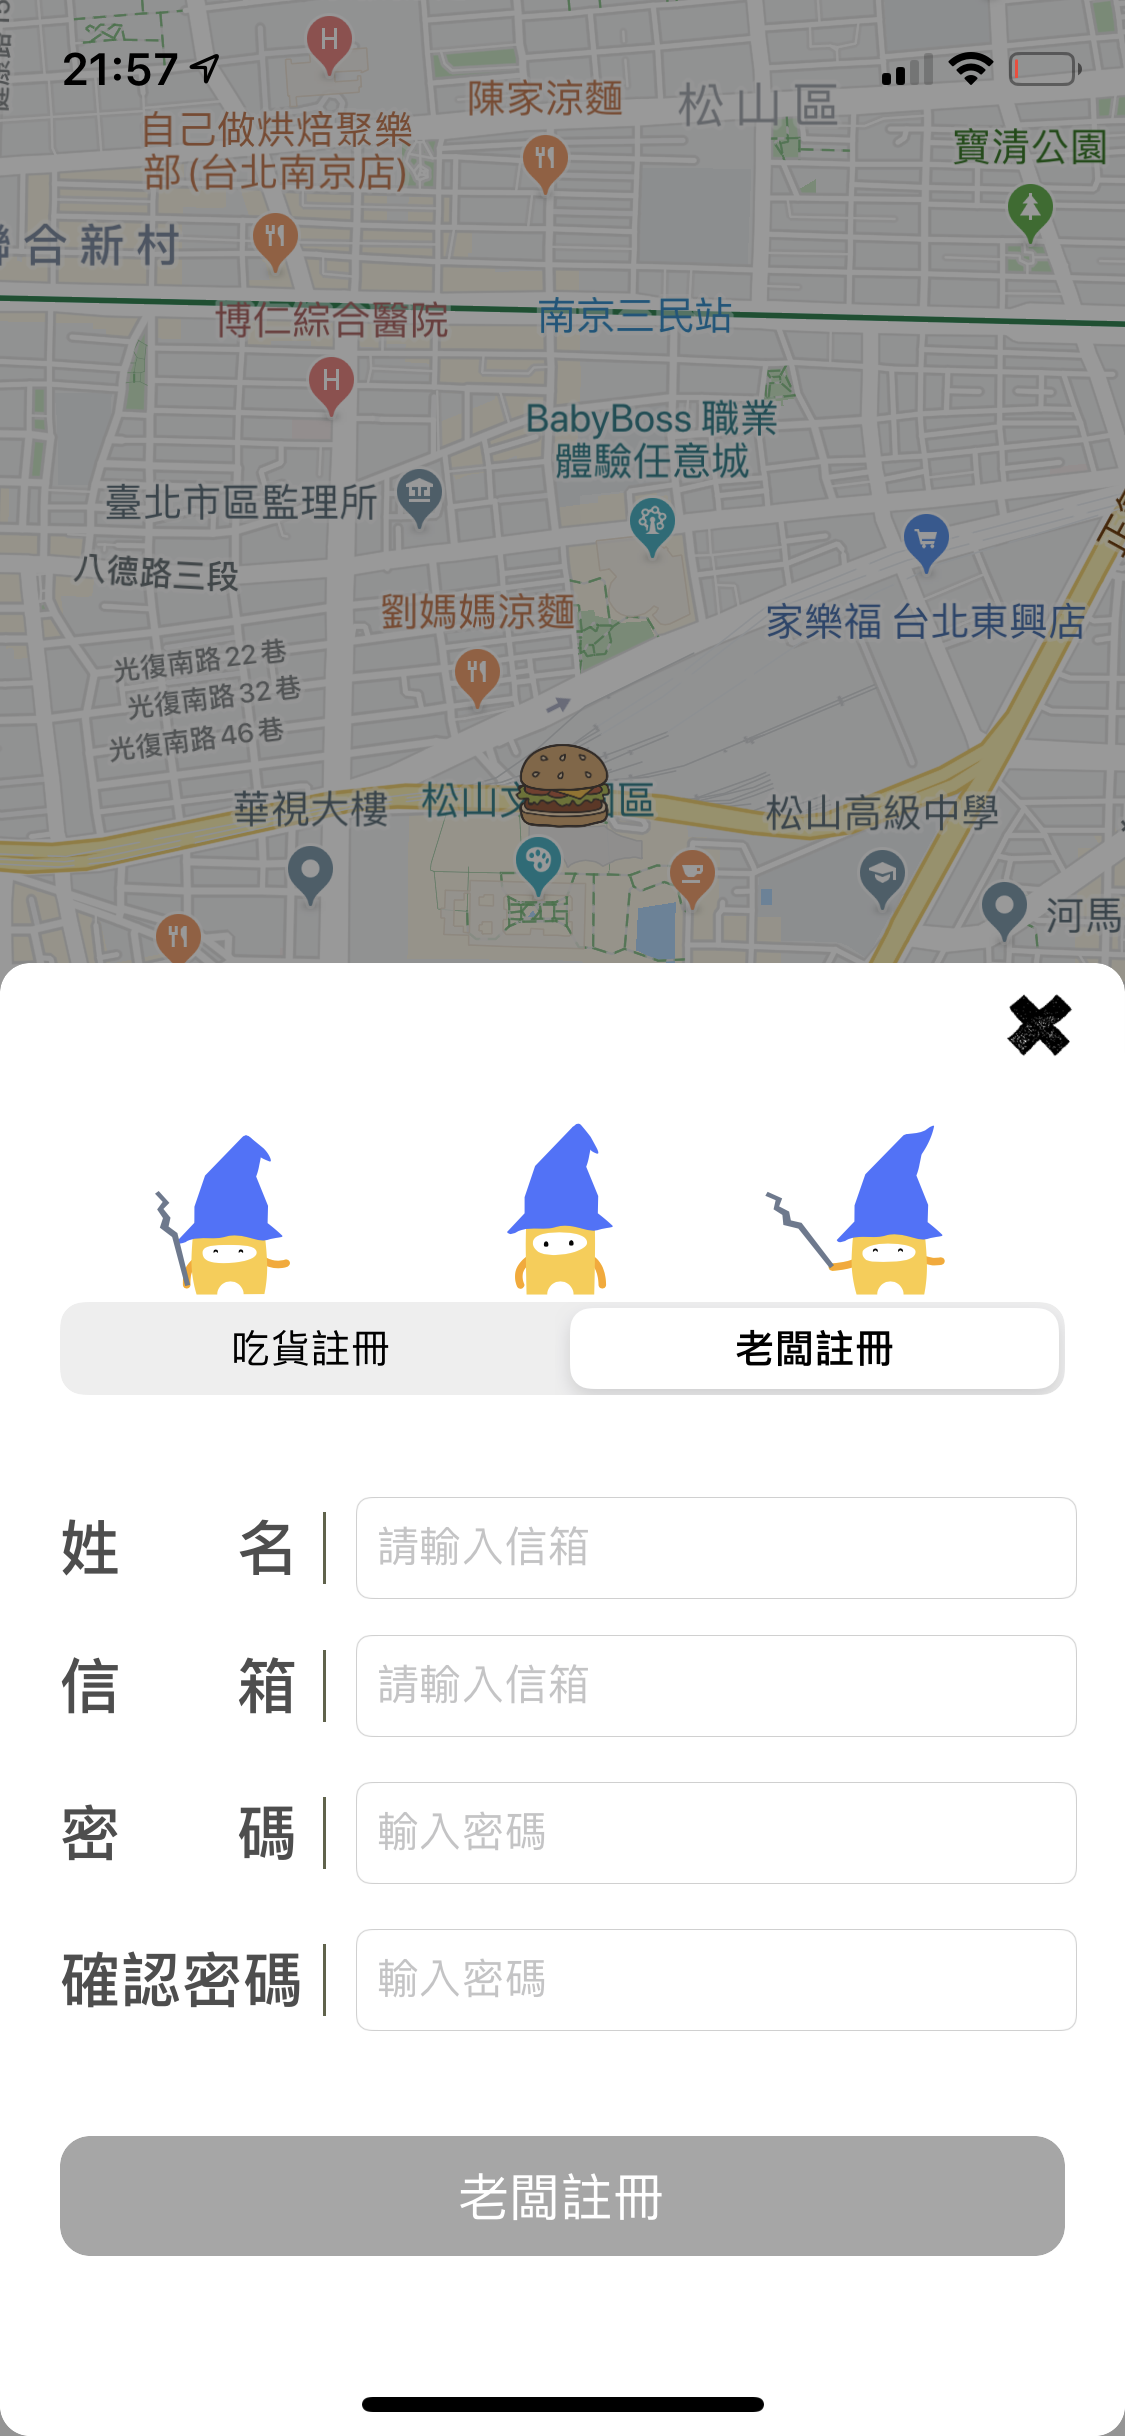 21:57
陳家涼麵
松山區
自己做烘焙聚樂
部(台北南京店)
寶清公園
合新村
博仁綜合醫院
南京三民站
BabyBoss 職業
體驗任意城
臺北市區監理所
八德路三段
劉媽媽涼麵
家樂福 台北東興店
光復南路22巷
光復南路32巷
光復南路46巷
華視大樓
松山文
區
松山高級中學
河馬
吃貨註冊
老闆註冊
姓名
請輸入信箱
信箱
請輸入信箱
密碼
輸入密碼
確認密碼
輸入密碼
老闆註冊